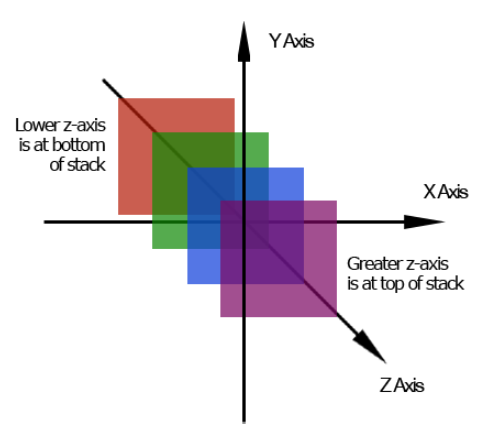 Y Axis
Lower z-axis
is at bottom
of stack
X Axis
Greater z-axis
is at top of stack
Z Axis